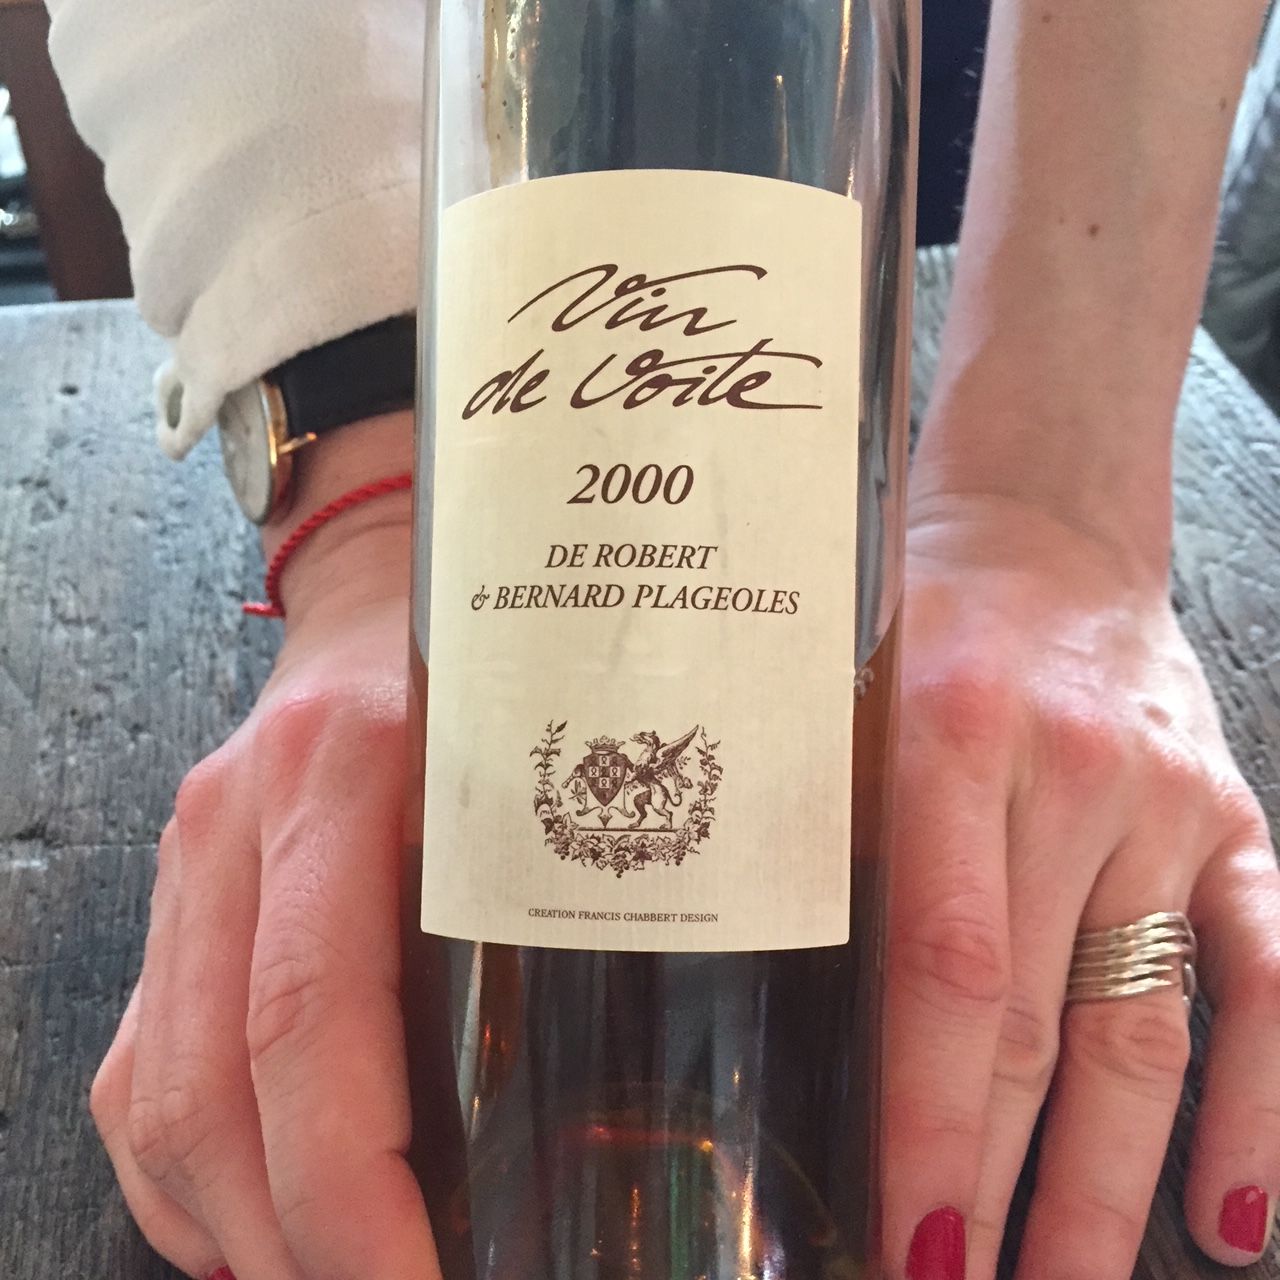 Vin
de Voile
2000
DE ROBERT
& BERNARD PLAGEOLES
CREATION FRANCIS CHABBERT DESIGN